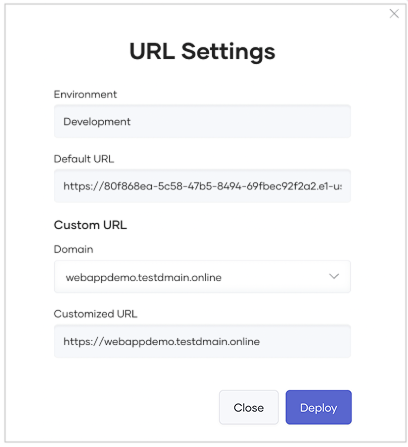 URL Settings
Environment
Development
Default URL
https://80f868ea-5c58-47b5-8494-69fbec92f2a2.e1-us
Custom URL
Domain
webappdemo.testdmain.online
Customized URL
https://webappdemo.testdmain.online
Close
Deploy